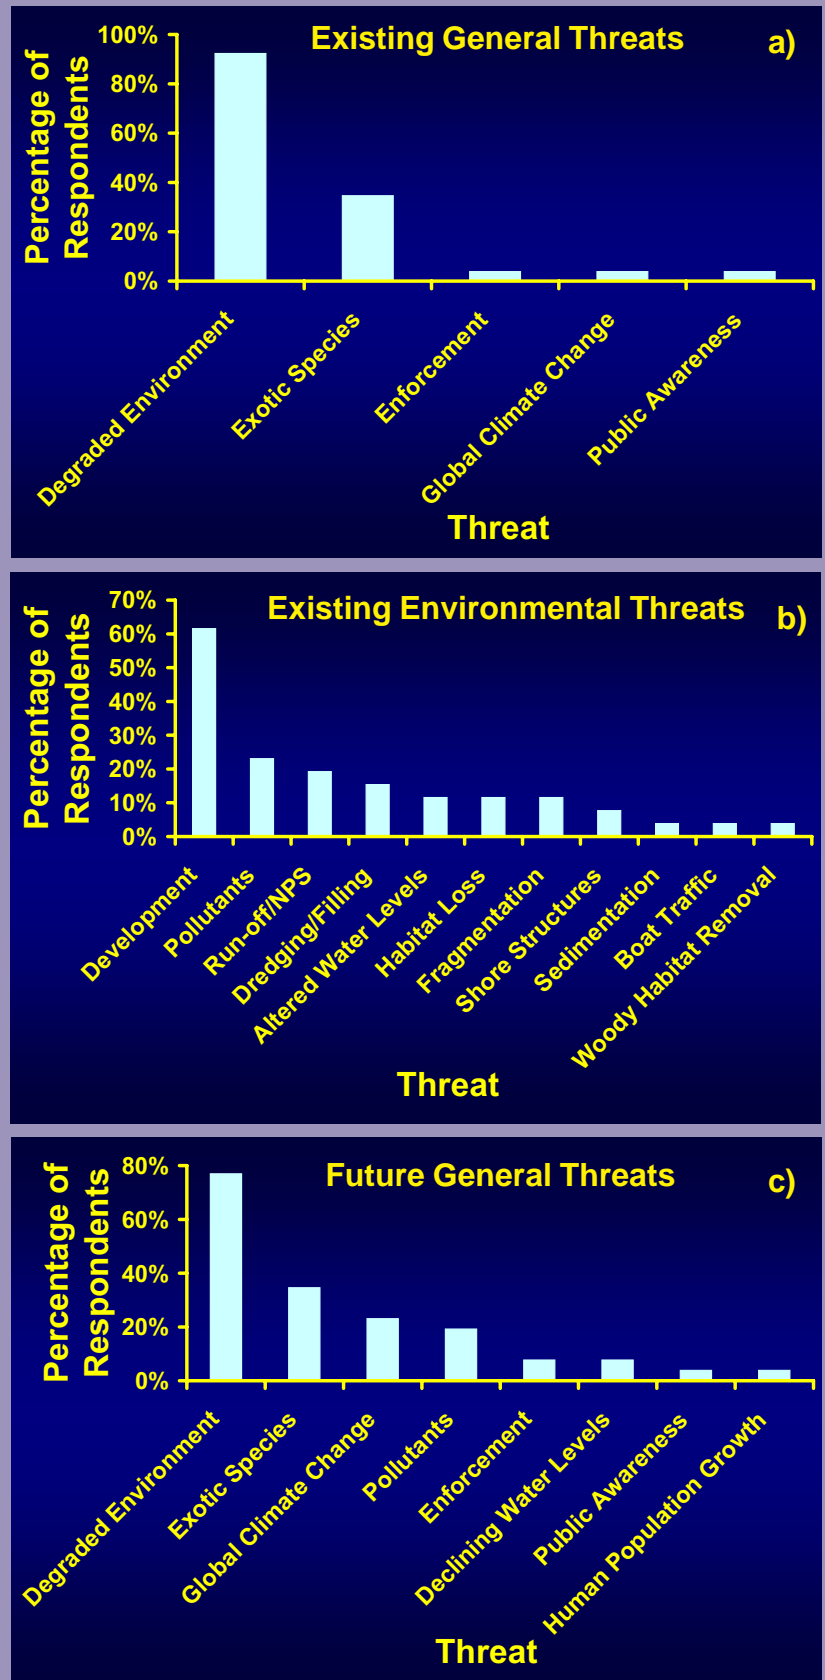 Existing General Threats
a)
Percentage of
Respondents
100%
80%
60%
40%
20%
0%
Degraded Environment
Exotic Species
Enforcement
Global Climate Change
Public Awareness
Threat
Existing Environmental Threats
b)
Percentage of
Respondents
70%
60%
50%
40%
30%
20%
10%
0%
Development
Pollutants
Run-off/NPS
Dredging/Filling
Altered Water Levels
Habitat Loss
Fragmentation
Shore Structures
Sedimentation
Boat Traffic
Woody Habitat Removal
Threat
Future General Threats
c)
Percentage of
Respondents
80%
60%
40%
20%
0%
Degraded Environment
Exotic Species
Global Climate Change
Pollutants
Enforcement
Declining Water Levels
Public Awareness
Human Population Growth
Threat